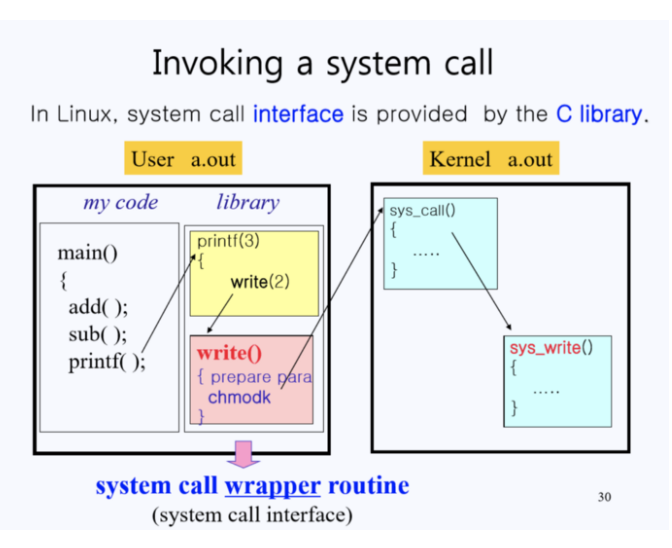 Invoking a system call
In Linux, system call interface is provided by the C library.
User a.out
Kernel a.out
my code
library
main()
{
add( );
sub( );
printf( );
printf(3)
{
write(2)
write()
{ prepare para
chmodk
}
sys_call()
{
.....
}
sys_write()
{
.....
}
system call wrapper routine
(system call interface)
30